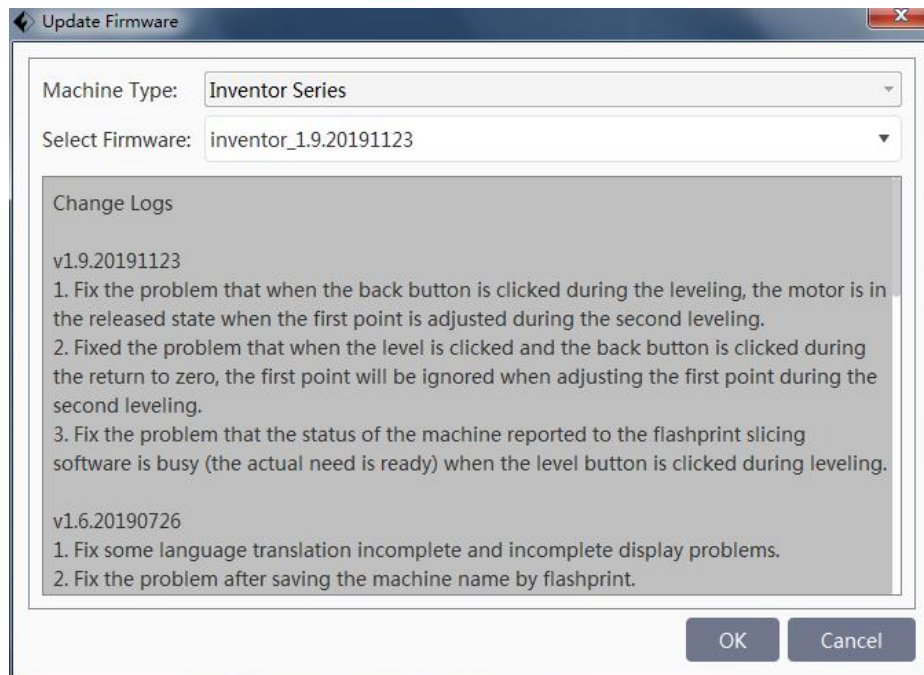 Update Firmware
Machine Type: Inventor Series
Select Firmware: inventor_1.9.20191123
Change Logs
v1.9.20191123
1. Fix the problem that when the back button is clicked during the leveling, the motor is in
the released state when the first point is adjusted during the second leveling.
2. Fixed the problem that when the level is clicked and the back button is clicked during
the return to zero, the first point will be ignored when adjusting the first point during the
second leveling.
3. Fix the problem that the status of the machine reported to the flashprint slicing
software is busy (the actual need is ready) when the level button is clicked during leveling.
v1.6.20190726
1. Fix some language translation incomplete and incomplete display problems.
2. Fix the problem after saving the machine name by flashprint.
OK Cancel